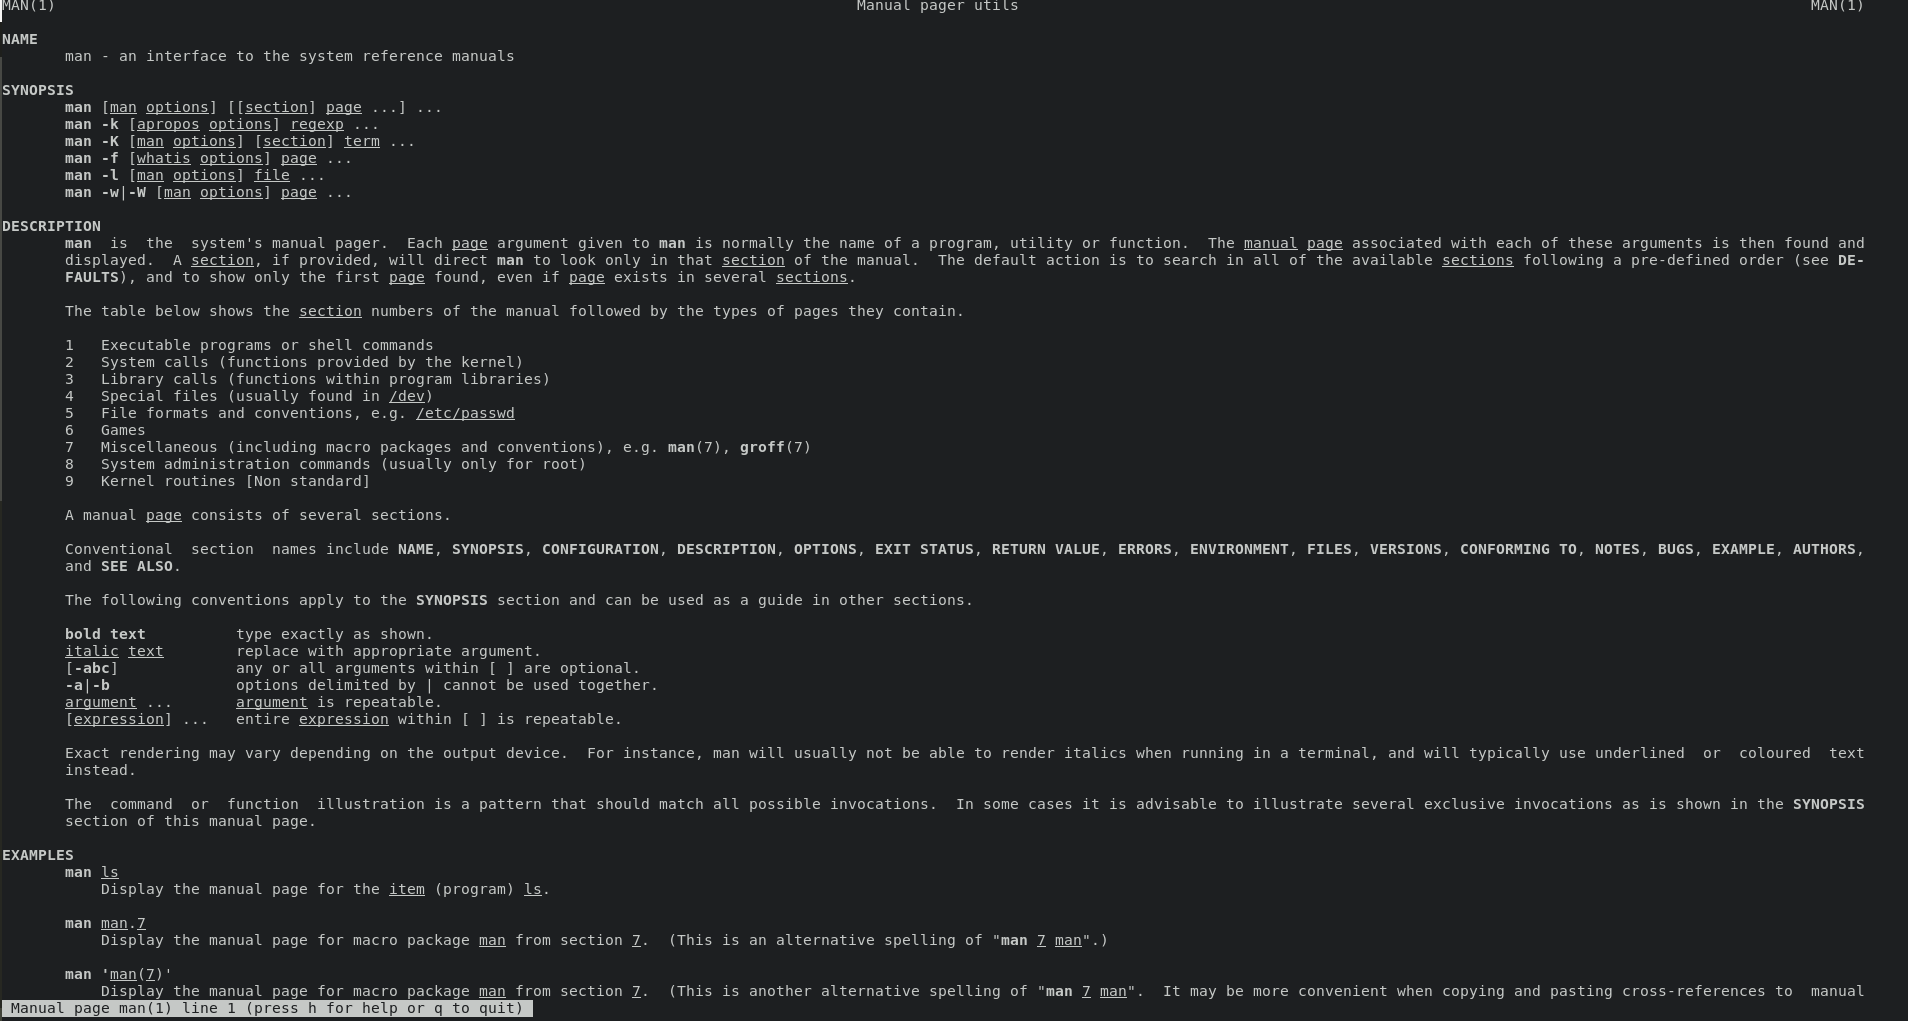 MAN(1) Manual pager utils MAN(1)
NAME
man - an interface to the system reference manuals
SYNOPSIS
man [man options] [[section] page ...] ...
man -k [apropos options] regexp ...
man -K [man options] [section] term ...
man -f [whatis options] page ...
man -l [man options] file ...
man -w|-W [man options] page ...
DESCRIPTION
man is the system's manual pager. Each page argument given to man is normally the name of a program, utility or function. The manual page associated with each of these arguments is then found and
displayed. A section, if provided, will direct man to look only in that section of the manual. The default action is to search in all of the available sections following a pre-defined order (see DE-
FAULTS), and to show only the first page found, even if page exists in several sections.
The table below shows the section numbers of the manual followed by the types of pages they contain.
1 Executable programs or shell commands
2 System calls (functions provided by the kernel)
3 Library calls (functions within program libraries)
4 Special files (usually found in /dev)
5 File formats and conventions, e.g. /etc/passwd
6 Games
7 Miscellaneous (including macro packages and conventions), e.g. man(7), groff(7)
8 System administration commands (usually only for root)
9 Kernel routines [Non standard]
A manual page consists of several sections.
Conventional section names include NAME, SYNOPSIS, CONFIGURATION, DESCRIPTION, OPTIONS, EXIT STATUS, RETURN VALUE, ERRORS, ENVIRONMENT, FILES, VERSIONS, CONFORMING TO, NOTES, BUGS, EXAMPLE, AUTHORS,
and SEE ALSO.
The following conventions apply to the SYNOPSIS section and can be used as a guide in other sections.
bold text type exactly as shown.
italic text replace with appropriate argument.
[-abc] any or all arguments within [ ] are optional.
-a|-b options delimited by | cannot be used together.
argument ... argument is repeatable.
[expression] ... entire expression within [ ] is repeatable.
Exact rendering may vary depending on the output device. For instance, man will usually not be able to render italics when running in a terminal, and will typically use underlined or coloured text
instead.
The command or function illustration is a pattern that should match all possible invocations. In some cases it is advisable to illustrate several exclusive invocations as is shown in the SYNOPSIS
section of this manual page.
EXAMPLES
man ls
Display the manual page for the item (program) ls.
man man.7
Display the manual page for macro package man from section 7. (This is an alternative spelling of "man 7 man".)
man 'man(7)'
Display the manual page for macro package man from section 7. (This is another alternative spelling of "man 7 man". It may be more convenient when copying and pasting cross-references to manual
Manual page man(1) line 1 (press h for help or q to quit)